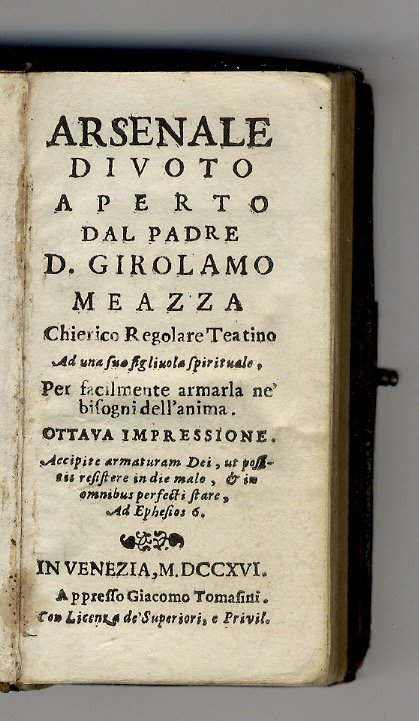 ARSENALE
DIVOTO
APERTO
DAL PADRE
D. GIROLAMO
MEAZZA
Chierico Regolare Teatino
Ad una sua figliuola spirituale,
Per facilmente armarla ne'
bisogni dell'anima.
OTTAVA IMPRESSIONE.
Accipite armaturam Dei, ut possi-
tis resistere in die malo, & in
omnibus perfecti stare,
Ad Ephesios 6.
IN VENEZIA, M.DCCXVI.
Appresso Giacomo Tomasini.
Con Licenza de' Superiori, e Privil.